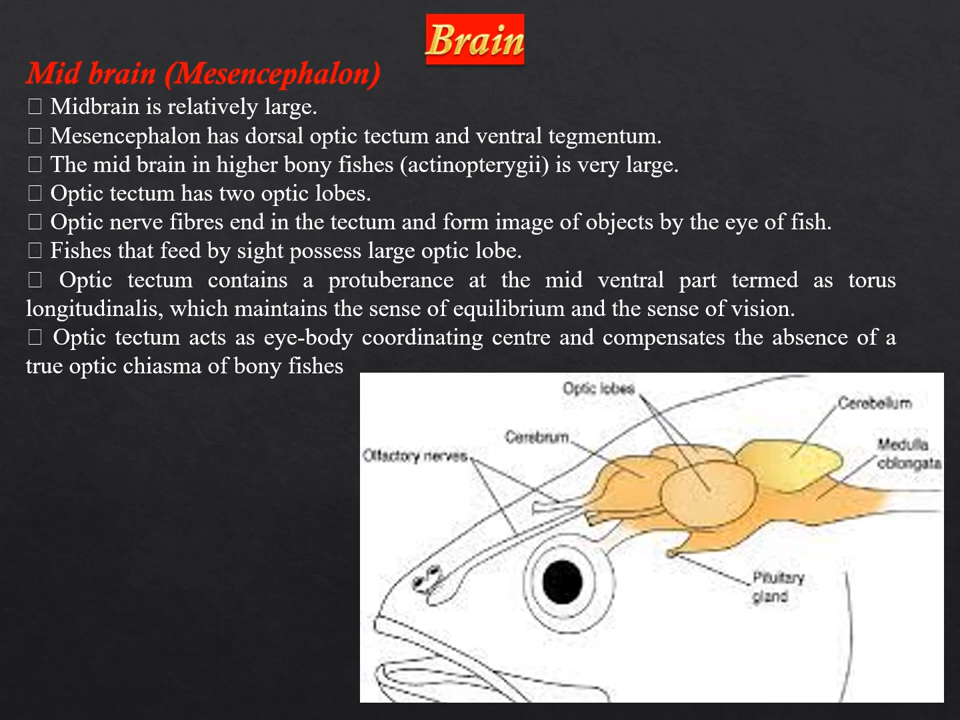 Brain
Mid brain (Mesencephalon)
□ Midbrain is relatively large.
□ Mesencephalon has dorsal optic tectum and ventral tegmentum.
□ The mid brain in higher bony fishes (actinopterygii) is very large.
□ Optic tectum has two optic lobes.
□ Optic nerve fibres end in the tectum and form image of objects by the eye of fish.
□ Fishes that feed by sight possess large optic lobe.
□ Optic tectum contains a protuberance at the mid ventral part termed as torus
longitudinalis, which maintains the sense of equilibrium and the sense of vision.
□ Optic tectum acts as eye-body coordinating centre and compensates the absence of a
true optic chiasma of bony fishes
Optic lobes
Cerebellum
Cerebrum
Medulla
oblongata
Olfactory nerves
Pituitary
gland